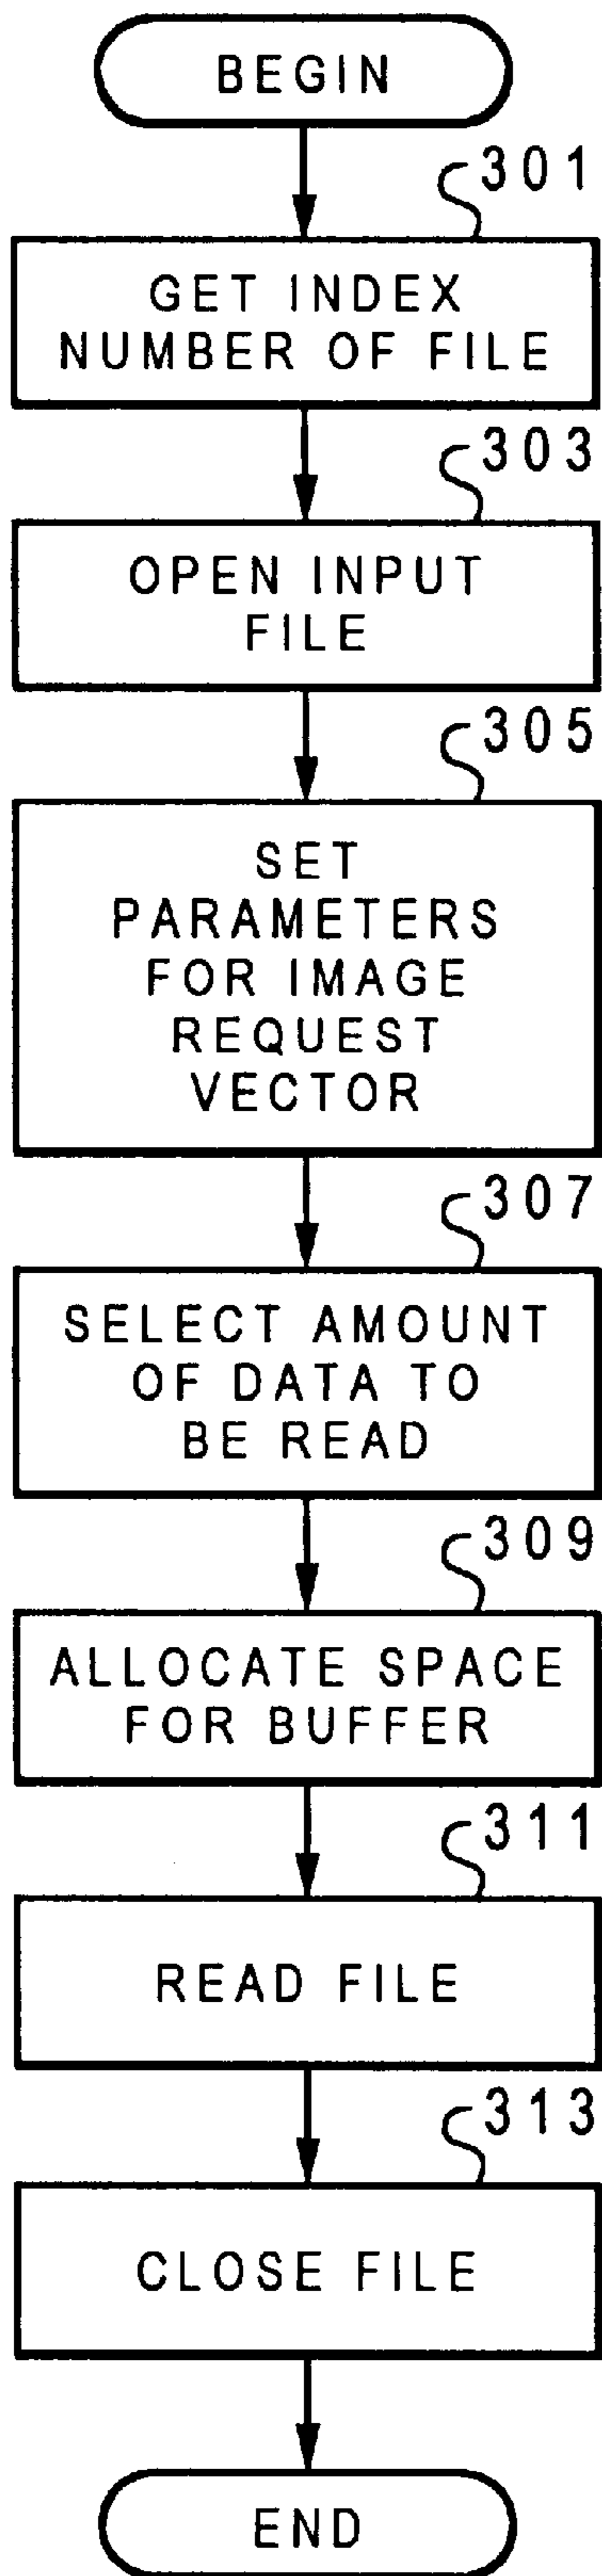 BEGIN
301
GET INDEX
NUMBER OF FILE
303
OPEN INPUT
FILE
305
SET
PARAMETERS
FOR IMAGE
REQUEST
VECTOR
307
SELECT AMOUNT
OF DATA TO
BE READ
309
ALLOCATE SPACE
FOR BUFFER
311
READ FILE
313
CLOSE FILE
END